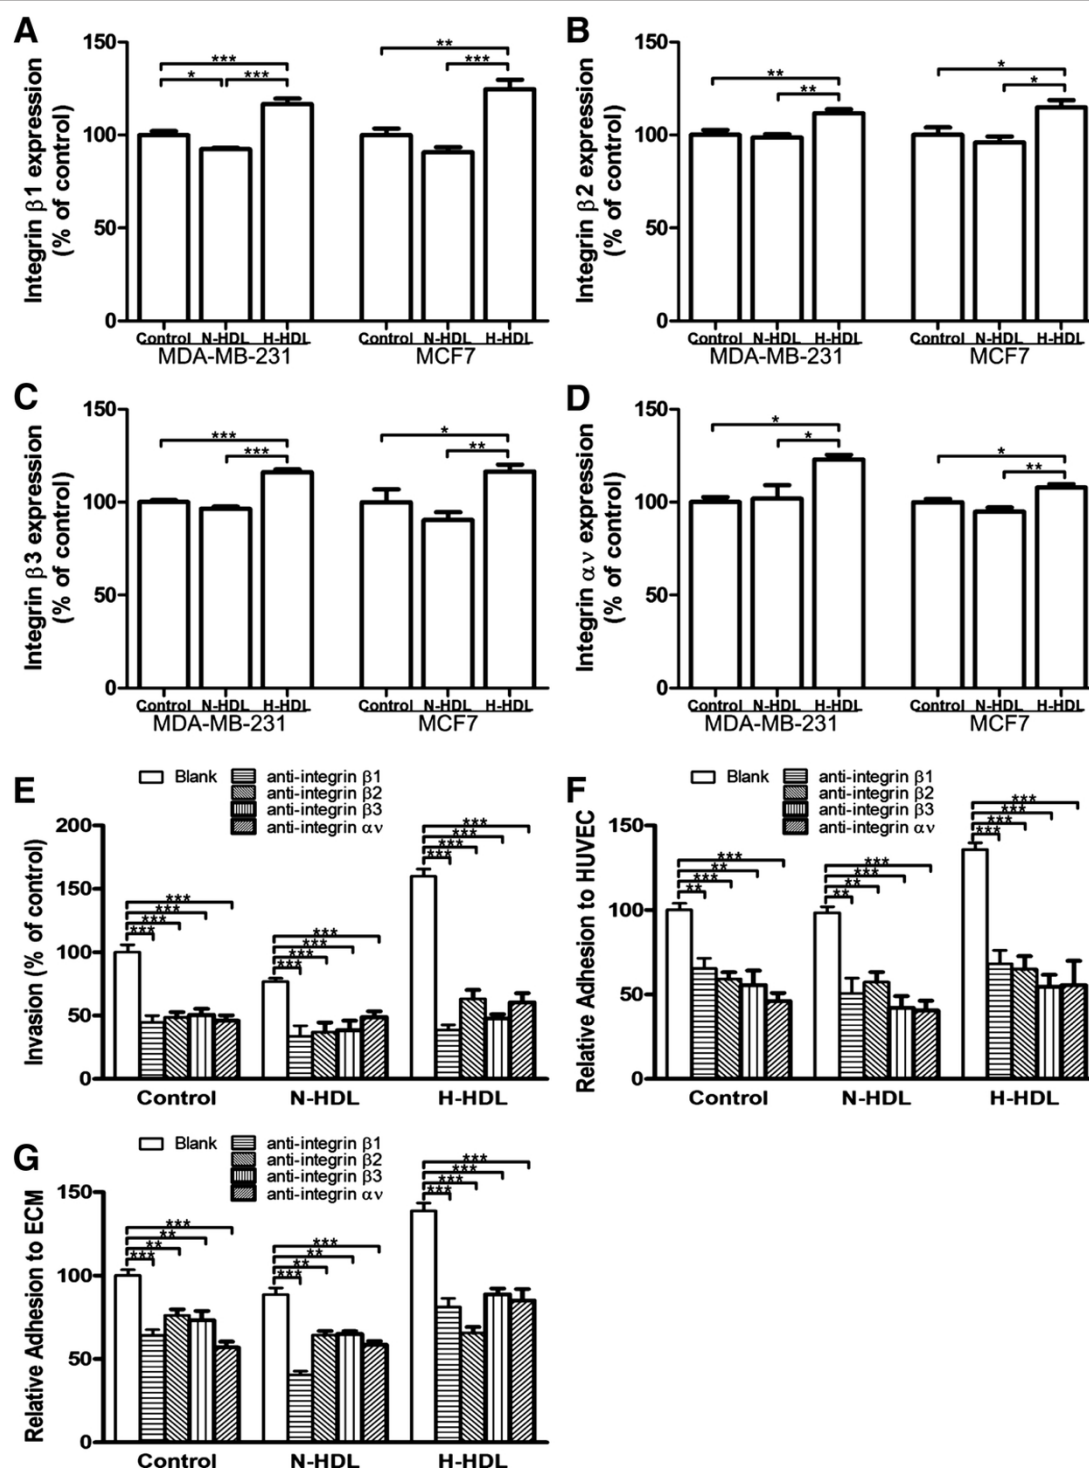 A
Integrin β1 expression
(% of control)
150
100
50
0
***
*
***
**
***
Control N-HDL H-HDL
MDA-MB-231
Control N-HDL H-HDL
MCF7
B
Integrin β2 expression
(% of control)
150
100
50
0
**
**
*
*
Control N-HDL H-HDL
MDA-MB-231
Control N-HDL H-HDL
MCF7
C
Integrin β3 expression
(% of control)
150
100
50
0
***
***
*
**
Control N-HDL H-HDL
MDA-MB-231
Control N-HDL H-HDL
MCF7
D
Integrin αν expression
(% of control)
150
100
50
0
*
*
*
**
Control N-HDL H-HDL
MDA-MB-231
Control N-HDL H-HDL
MCF7
E
Blank
anti-integrin β1
anti-integrin β2
anti-integrin β3
anti-integrin αν
Invasion (% of control)
200
150
100
50
0
***
***
***
***
***
***
***
***
***
***
***
***
Control N-HDL H-HDL
F
Blank
anti-integrin β1
anti-integrin β2
anti-integrin β3
anti-integrin αν
Relative Adhesion to HUVEC
150
100
50
0
***
**
***
**
***
***
**
**
***
***
***
***
Control N-HDL H-HDL
G
Blank
anti-integrin β1
anti-integrin β2
anti-integrin β3
anti-integrin αν
Relative Adhesion to ECM
150
100
50
0
***
**
**
***
***
**
**
***
***
***
***
***
Control N-HDL H-HDL